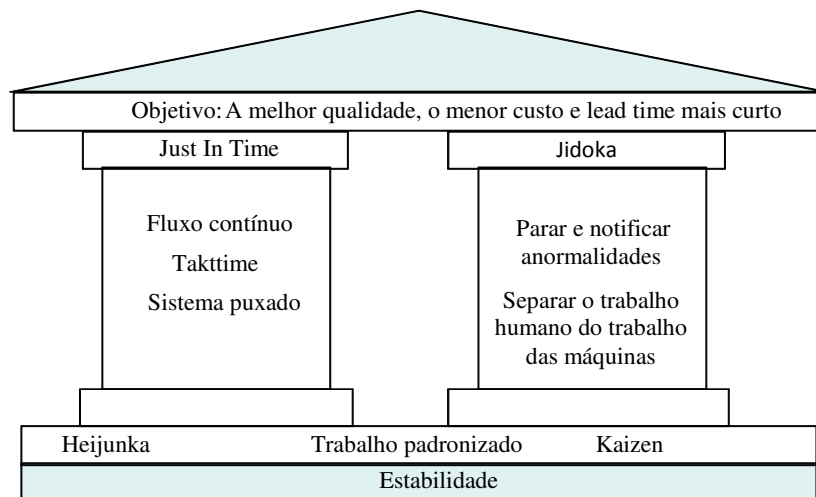 Objetivo: A melhor qualidade, o menor custo e lead time mais curto
Just In Time
Jidoka
Fluxo contínuo
Takttime
Sistema puxado
Parar e notificar
anormalidades
Separar o trabalho
humano do trabalho
das máquinas
Heijunka Trabalho padronizado Kaizen
Estabilidade